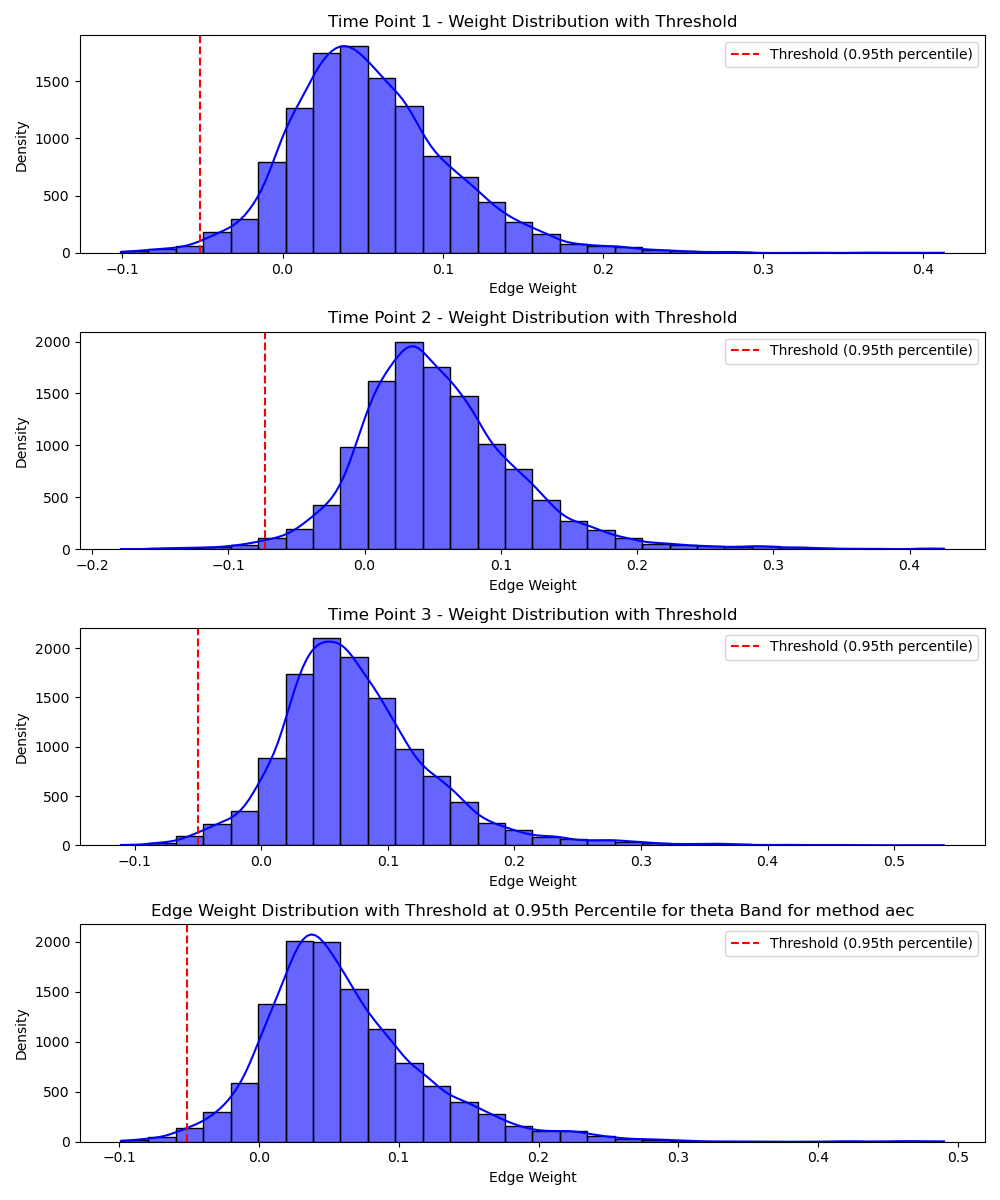 Time Point 1 - Weight Distribution with Threshold
Threshold (0.95th percentile)
Density
1500
1000
500
0
−0.1 0.0 0.1 0.2 0.3 0.4
Edge Weight
Time Point 2 - Weight Distribution with Threshold
Threshold (0.95th percentile)
Density
2000
1500
1000
500
0
−0.2 −0.1 0.0 0.1 0.2 0.3 0.4
Edge Weight
Time Point 3 - Weight Distribution with Threshold
Threshold (0.95th percentile)
Density
2000
1500
1000
500
0
−0.1 0.0 0.1 0.2 0.3 0.4 0.5
Edge Weight
Edge Weight Distribution with Threshold at 0.95th Percentile for theta Band for method aec
Threshold (0.95th percentile)
Density
2000
1500
1000
500
0
−0.1 0.0 0.1 0.2 0.3 0.4 0.5
Edge Weight